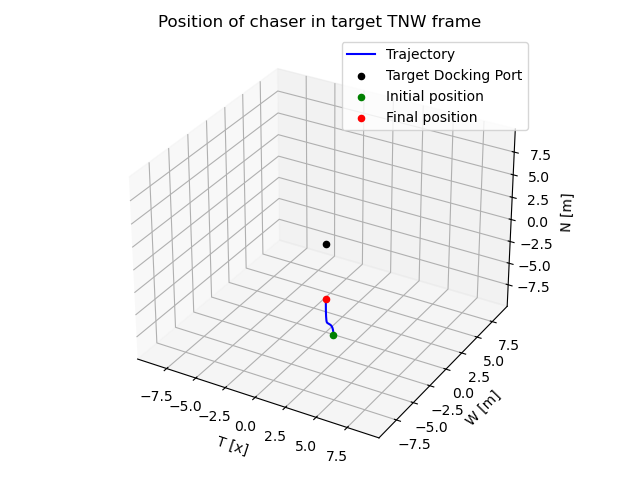 Position of chaser in target TNW frame
Trajectory
Target Docking Port
Initial position
Final position
7.5
5.0
2.5
0.0
−2.5
−5.0
−7.5
N [m]
7.5
5.0
2.5
0.0
−2.5
−5.0
−7.5
W [m]
−7.5
−5.0
−2.5
0.0
2.5
5.0
7.5
T [x]